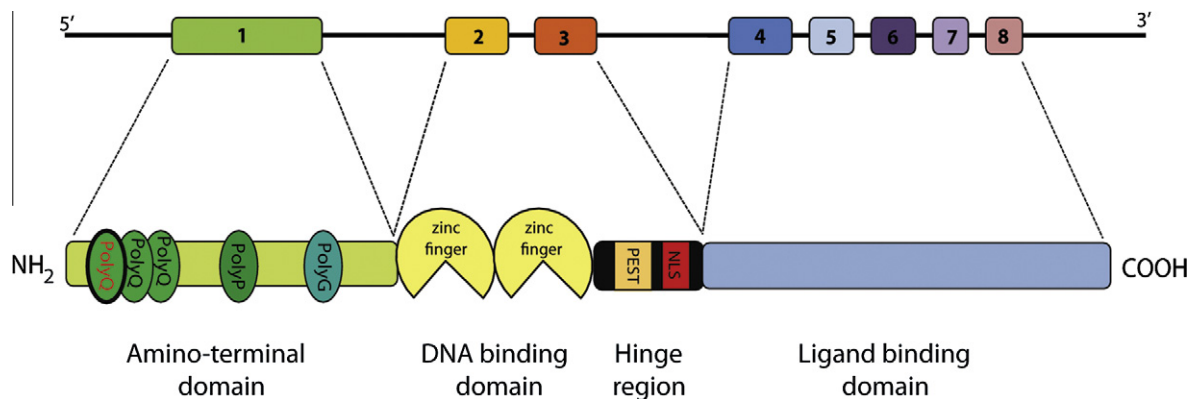 5′ 1 2 3 4 5 6 7 8 3′
NH2 PolyQ PolyQ PolyQ PolyP PolyG zinc finger zinc finger PEST NLS COOH
Amino-terminal domain
DNA binding domain
Hinge region
Ligand binding domain